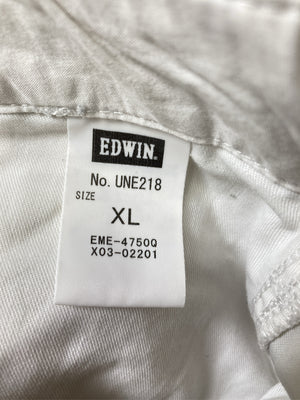 EDWIN.
No. UNE218
SIZE
XL
EME-4750Q
X03-02201